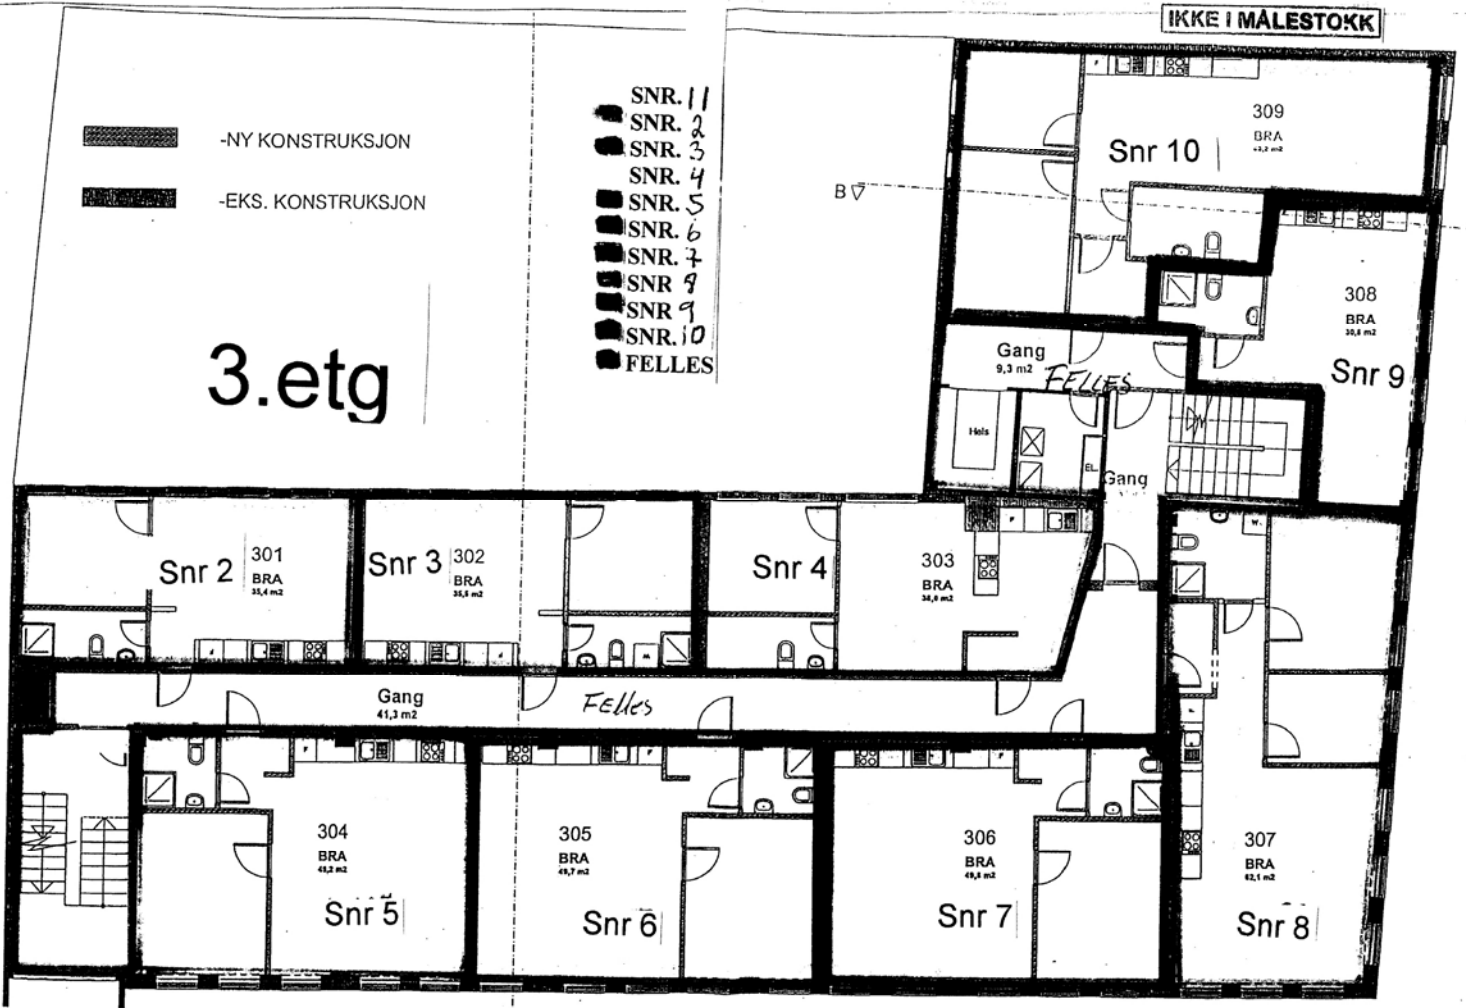 IKKE I MÅLESTOKK
-NY KONSTRUKSJON
-EKS. KONSTRUKSJON
3.etg
SNR. 11
SNR. 2
SNR. 3
SNR. 4
SNR. 5
SNR. 6
SNR. 7
SNR 8
SNR 9
SNR. 10
FELLES
B
309
BRA
Snr 10
308
BRA
Snr 9
Gang
9,3 m2
FELLES
Heis
EL.
Gang
Snr 2
301
BRA
35,4 m2
Snr 3
302
BRA
35,5 m2
Snr 4
303
BRA
Gang
41,3 m2
Felles
304
BRA
Snr 5
305
BRA
Snr 6
306
BRA
Snr 7
307
BRA
Snr 8